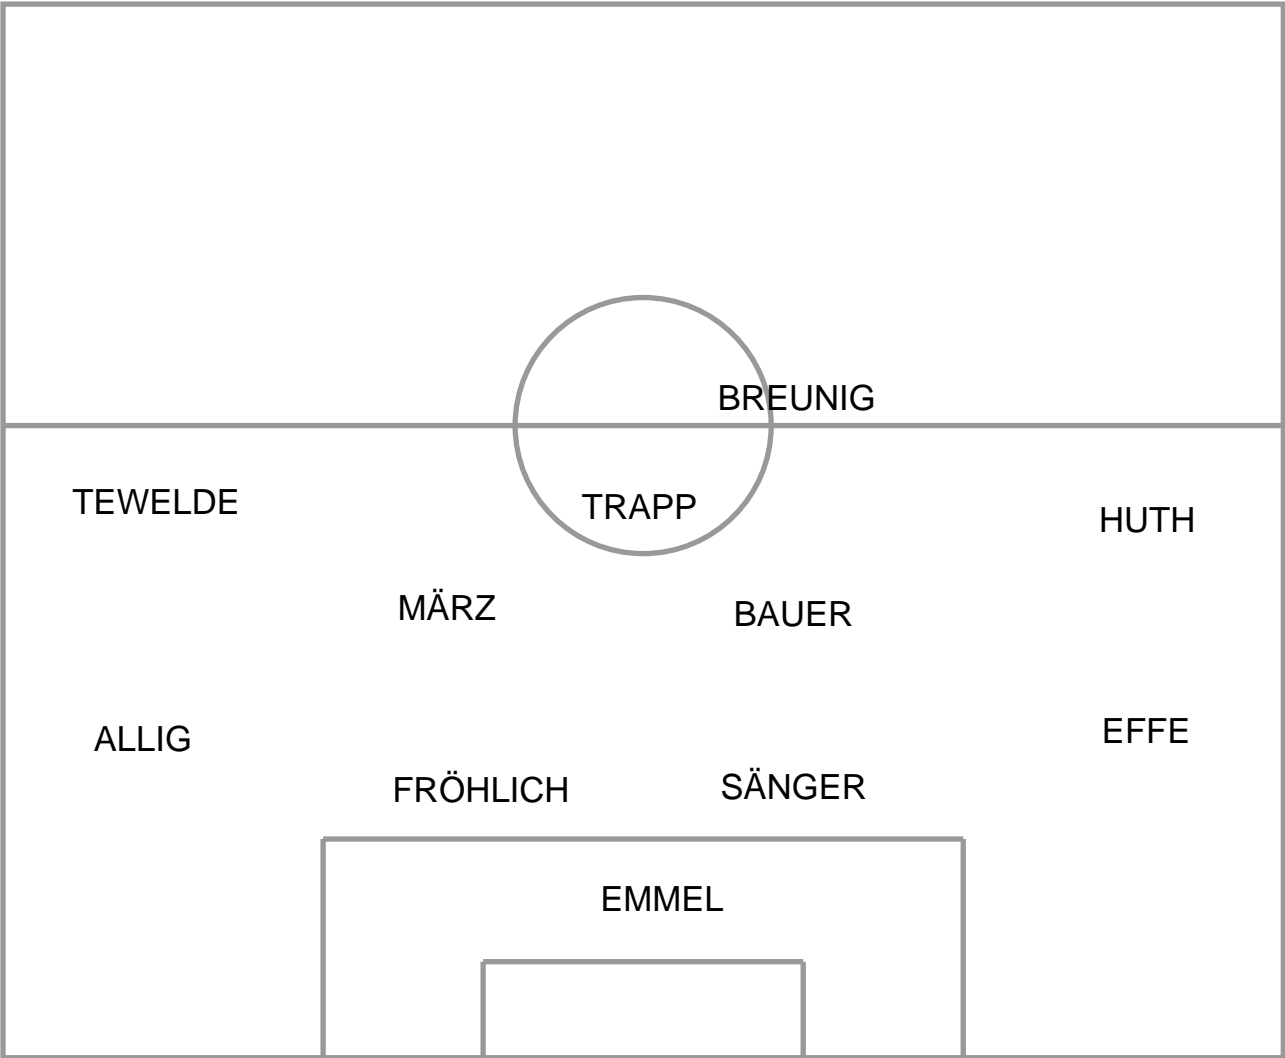 BREUNIG
TEWELDE
TRAPP
HUTH
MÄRZ
BAUER
ALLIG
EFFE
FRÖHLICH
SÄNGER
EMMEL